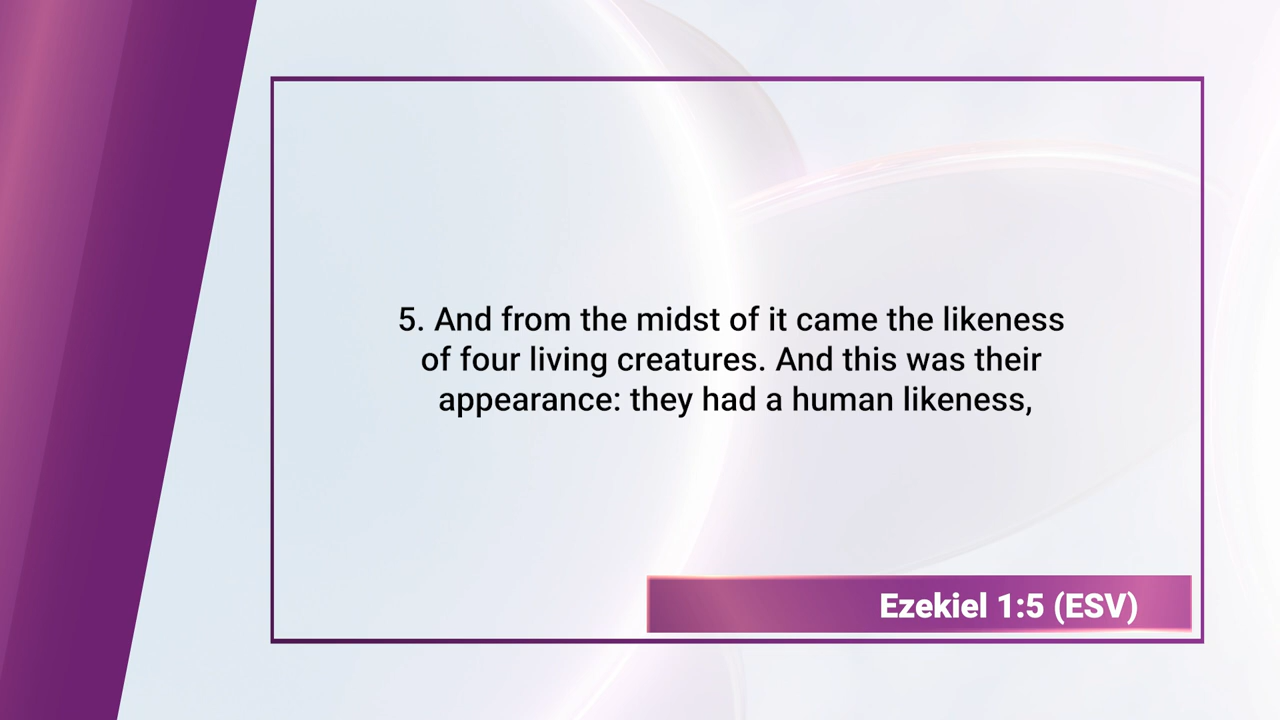 5. And from the midst of it came the likeness
of four living creatures. And this was their
appearance: they had a human likeness,
Ezekiel 1:5 (ESV)